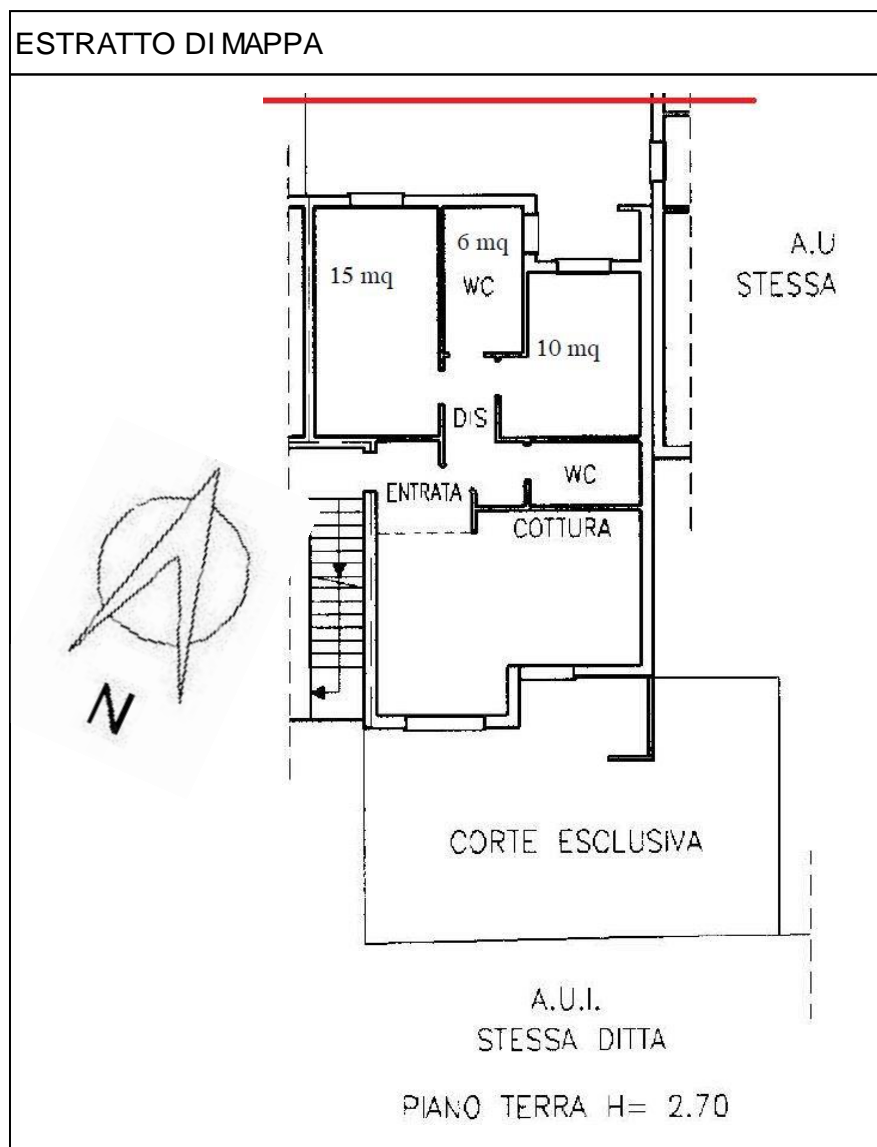 ESTRATTO DI MAPPA
A.U
STESSA
6 mq
WC
15 mq
10 mq
DIS
WC
ENTRATA
COTTURA
N
CORTE ESCLUSIVA
A.U.I.
STESSA DITTA
PIANO TERRA H= 2.70